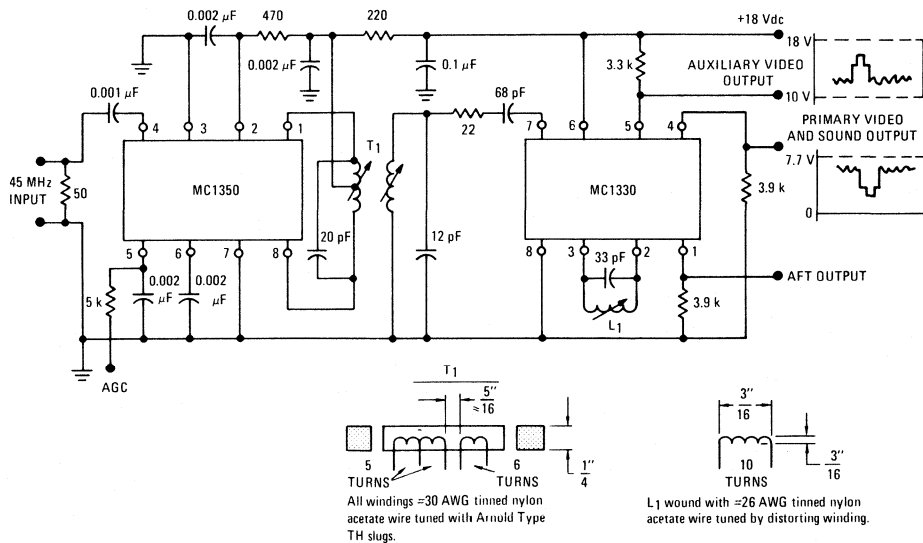 0.002 µF
470
220
+18 Vdc
18 V
0.002 µF
0.1 µF
3.3 k
AUXILIARY VIDEO
OUTPUT
10 V
0.001 µF
68 pF
22
4
3
2
1
T1
7
6
5
4
PRIMARY VIDEO
AND SOUND OUTPUT
7.7 V
0
45 MHz
INPUT
50
MC1350
MC1330
3.9 k
20 pF
12 pF
5
6
7
8
8
3
2
1
33 pF
L1
AFT OUTPUT
3.9 k
5 k
0.002
µF
0.002
µF
AGC
T1
5"
≈16
3"
16
5
TURNS
6
TURNS
1"
4
10
TURNS
3"
16
All windings ≈30 AWG tinned nylon
acetate wire tuned with Arnold Type
TH slugs.
L1 wound with ≈26 AWG tinned nylon
acetate wire tuned by distorting winding.